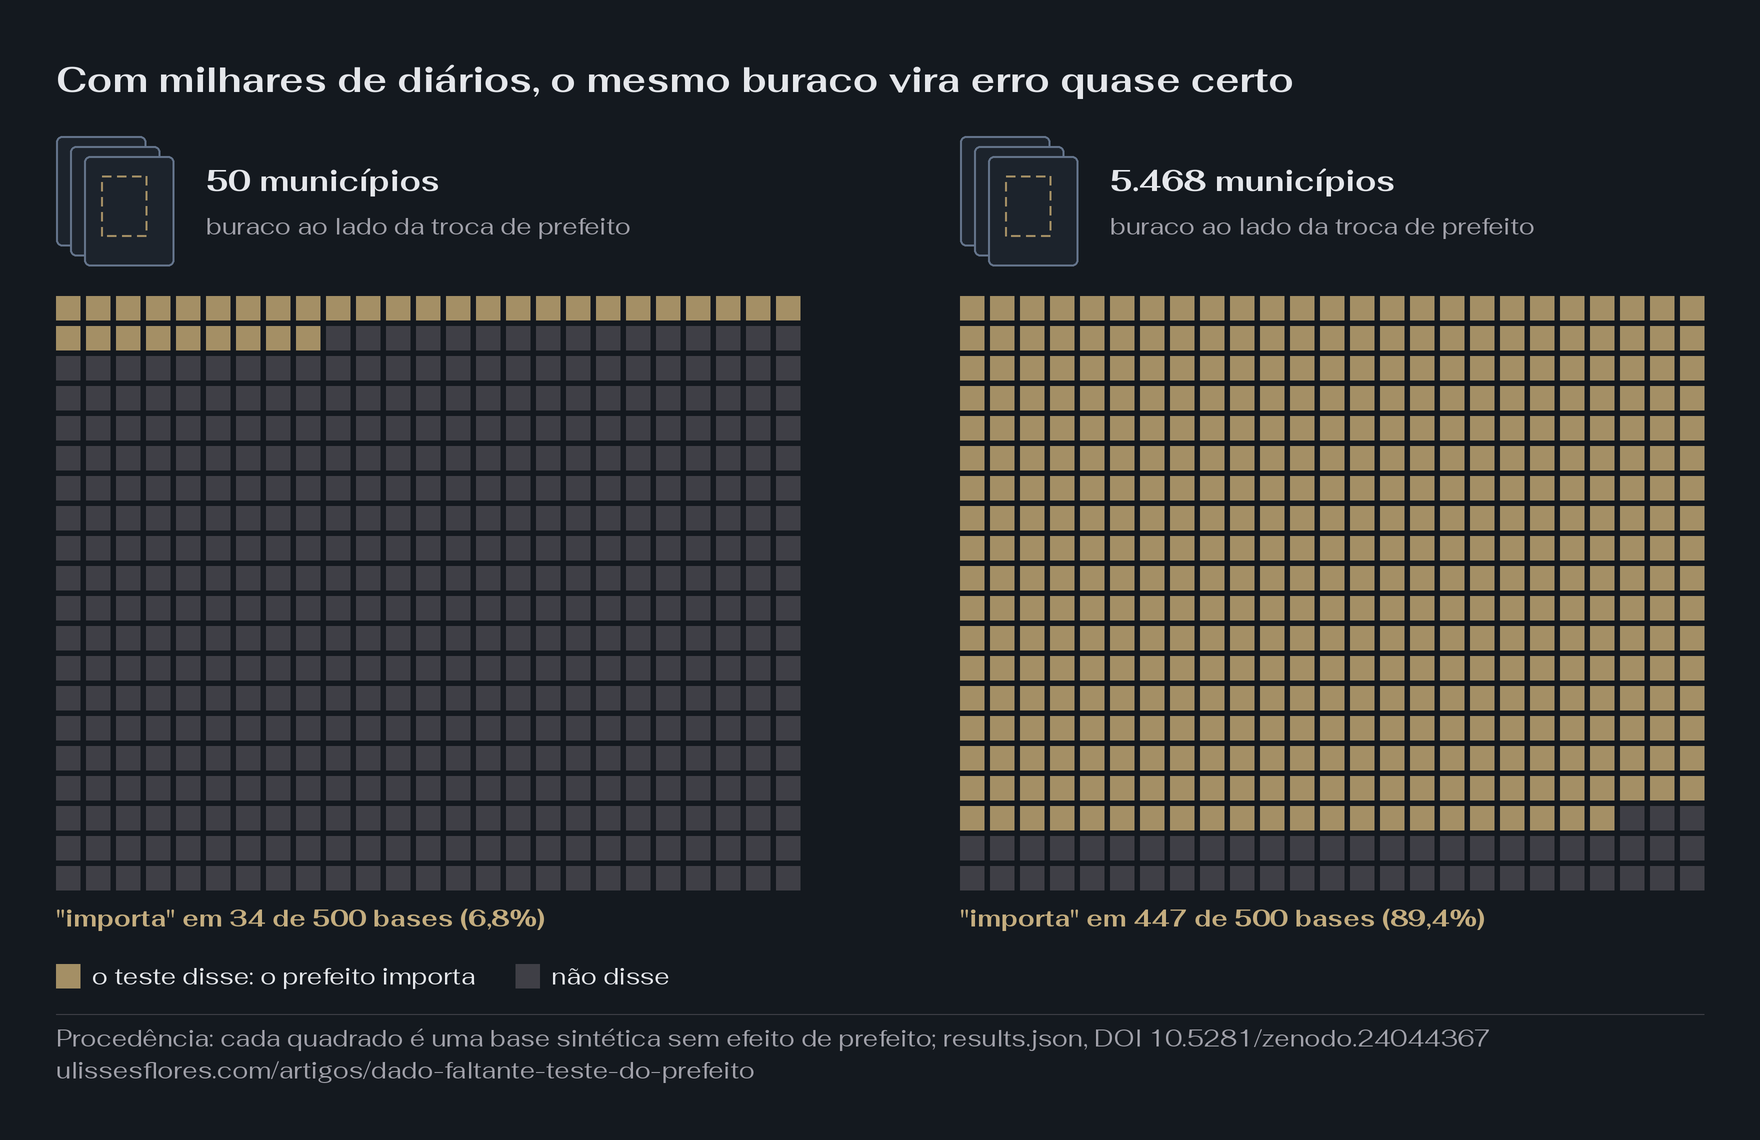 Com milhares de diários, o mesmo buraco vira erro quase certo
50 municípios
buraco ao lado da troca de prefeito
5.468 municípios
buraco ao lado da troca de prefeito
"importa" em 34 de 500 bases (6,8%)
"importa" em 447 de 500 bases (89,4%)
o teste disse: o prefeito importa
não disse
Procedência: cada quadrado é uma base sintética sem efeito de prefeito; results.json, DOI 10.5281/zenodo.24044367
ulissesflores.com/artigos/dado-faltante-teste-do-prefeito